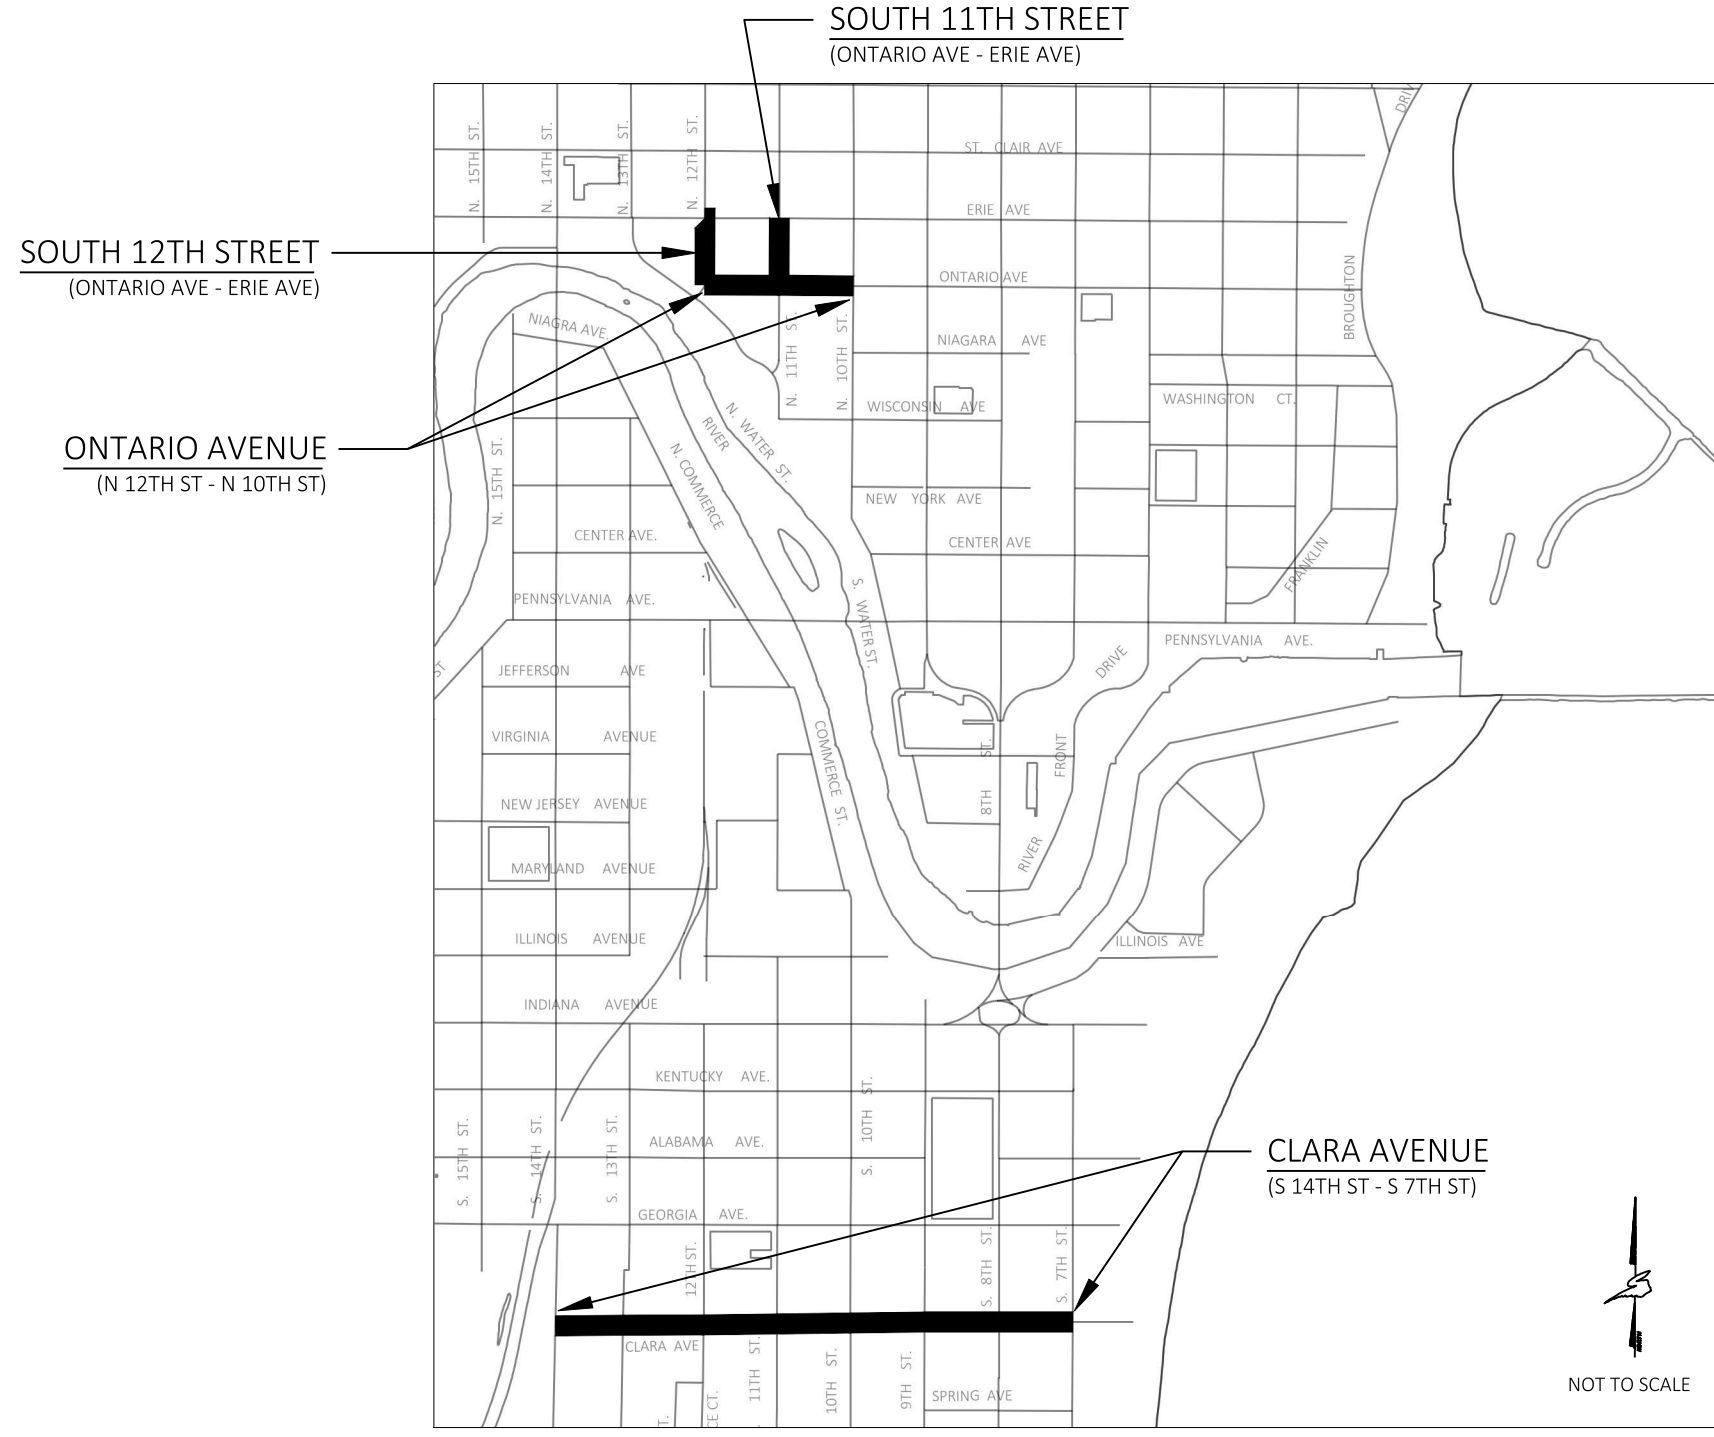 SOUTH 11TH STREET
(ONTARIO AVE - ERIE AVE)
SOUTH 12TH STREET
(ONTARIO AVE - ERIE AVE)
ONTARIO AVENUE
(N 12TH ST - N 10TH ST)
CLARA AVENUE
(S 14TH ST - S 7TH ST)
NOT TO SCALE
N. 15TH ST.
N. 14TH ST.
N. 13TH ST.
N. 12TH ST.
ST. CLAIR AVE
ERIE AVE
ONTARIO AVE
BROUGHTON
DRIV
NIAGRA AVE.
N. 11TH ST.
N. 10TH ST.
NIAGARA AVE
WISCONSIN AVE
WASHINGTON CT.
N. WATER ST.
RIVER
N. COMMERCE
N. 15TH ST.
NEW YORK AVE
CENTER AVE.
CENTER AVE
FRANKLIN
PENNSYLVANIA AVE.
S. WATER ST.
PENNSYLVANIA AVE.
ST
JEFFERSON AVE
DRIVE
VIRGINIA AVENUE
COMMERCE ST.
8TH ST.
FRONT
RIVER
NEW JERSEY AVENUE
MARYLAND AVENUE
ILLINOIS AVENUE
ILLINOIS AVE
INDIANA AVENUE
KENTUCKY AVE.
S. 10TH ST.
ALABAMA AVE.
S. 15TH ST.
S. 14TH ST.
S. 13TH ST.
GEORGIA AVE.
12TH ST.
S. 8TH ST.
S. 7TH ST.
CLARA AVE
11TH ST.
10TH ST.
9TH ST.
SPRING AVE
T.
CE CT.